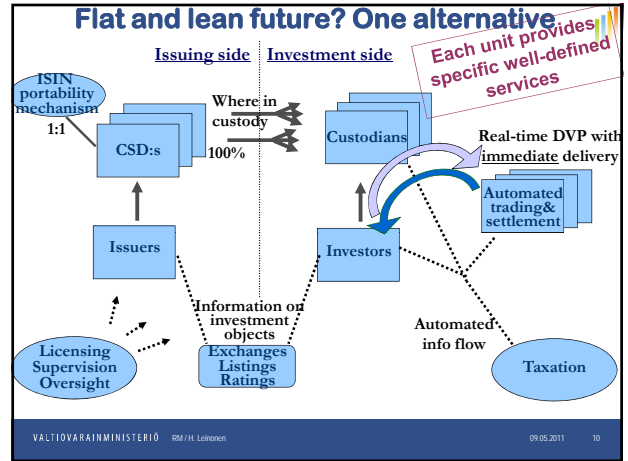 Flat and lean future? One alternative.
Each unit provides
specific well-defined
services
Issuing side
Investment side
ISIN
portability
mechanism
1:1
CSD:s
Where in
custody
100%
Custodians
Real-time DVP with
immediate delivery
Automated
trading&
settlement
Issuers
Investors
Information on
investment
objects
Exchanges
Listings
Ratings
Licensing
Supervision
Oversight
Automated
info flow
Taxation
VALTIOVARAINMINISTERIÖ RM / H. Leinonen 09.05.2011 10